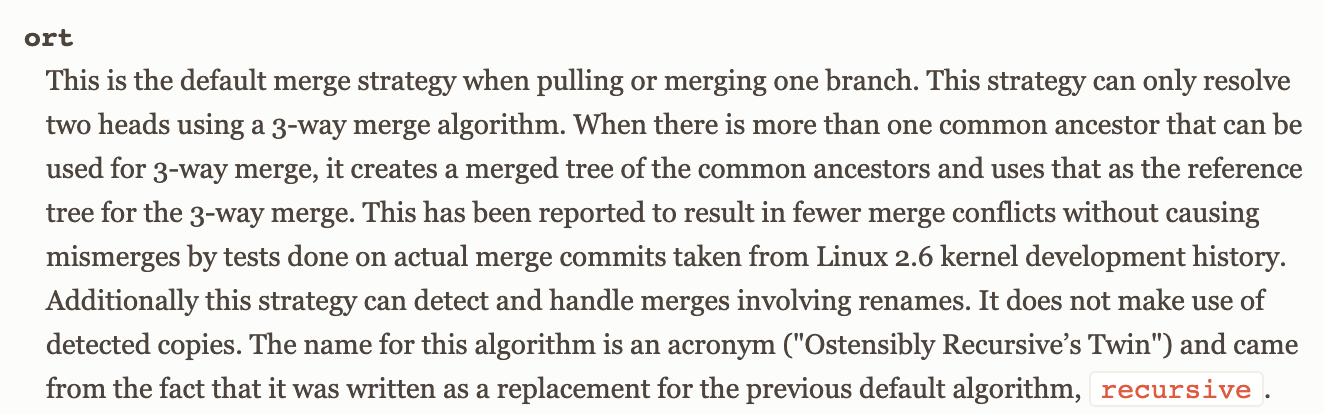 ort
This is the default merge strategy when pulling or merging one branch. This strategy can only resolve
two heads using a 3-way merge algorithm. When there is more than one common ancestor that can be
used for 3-way merge, it creates a merged tree of the common ancestors and uses that as the reference
tree for the 3-way merge. This has been reported to result in fewer merge conflicts without causing
mismerges by tests done on actual merge commits taken from Linux 2.6 kernel development history.
Additionally this strategy can detect and handle merges involving renames. It does not make use of
detected copies. The name for this algorithm is an acronym ("Ostensibly Recursive’s Twin") and came
from the fact that it was written as a replacement for the previous default algorithm, recursive.